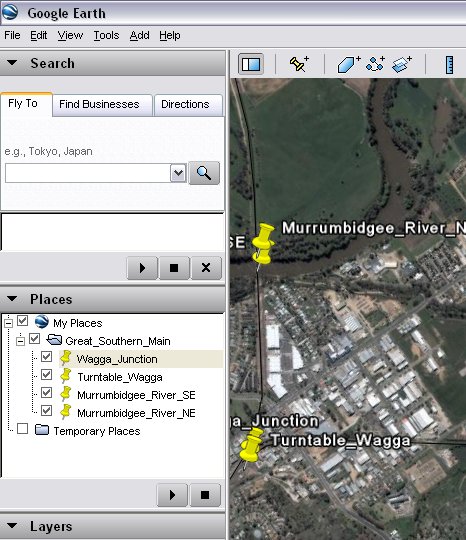 Google Earth
File Edit View Tools Add Help
Search
Fly To Find Businesses Directions
e.g., Tokyo, Japan
Places
My Places
Great_Southern_Main
Wagga_Junction
Turntable_Wagga
Murrumbidgee_River_SE
Murrumbidgee_River_NE
Temporary Places
Layers
SE Murrumbidgee_River_N
ga_Junction
Turntable_Wagga